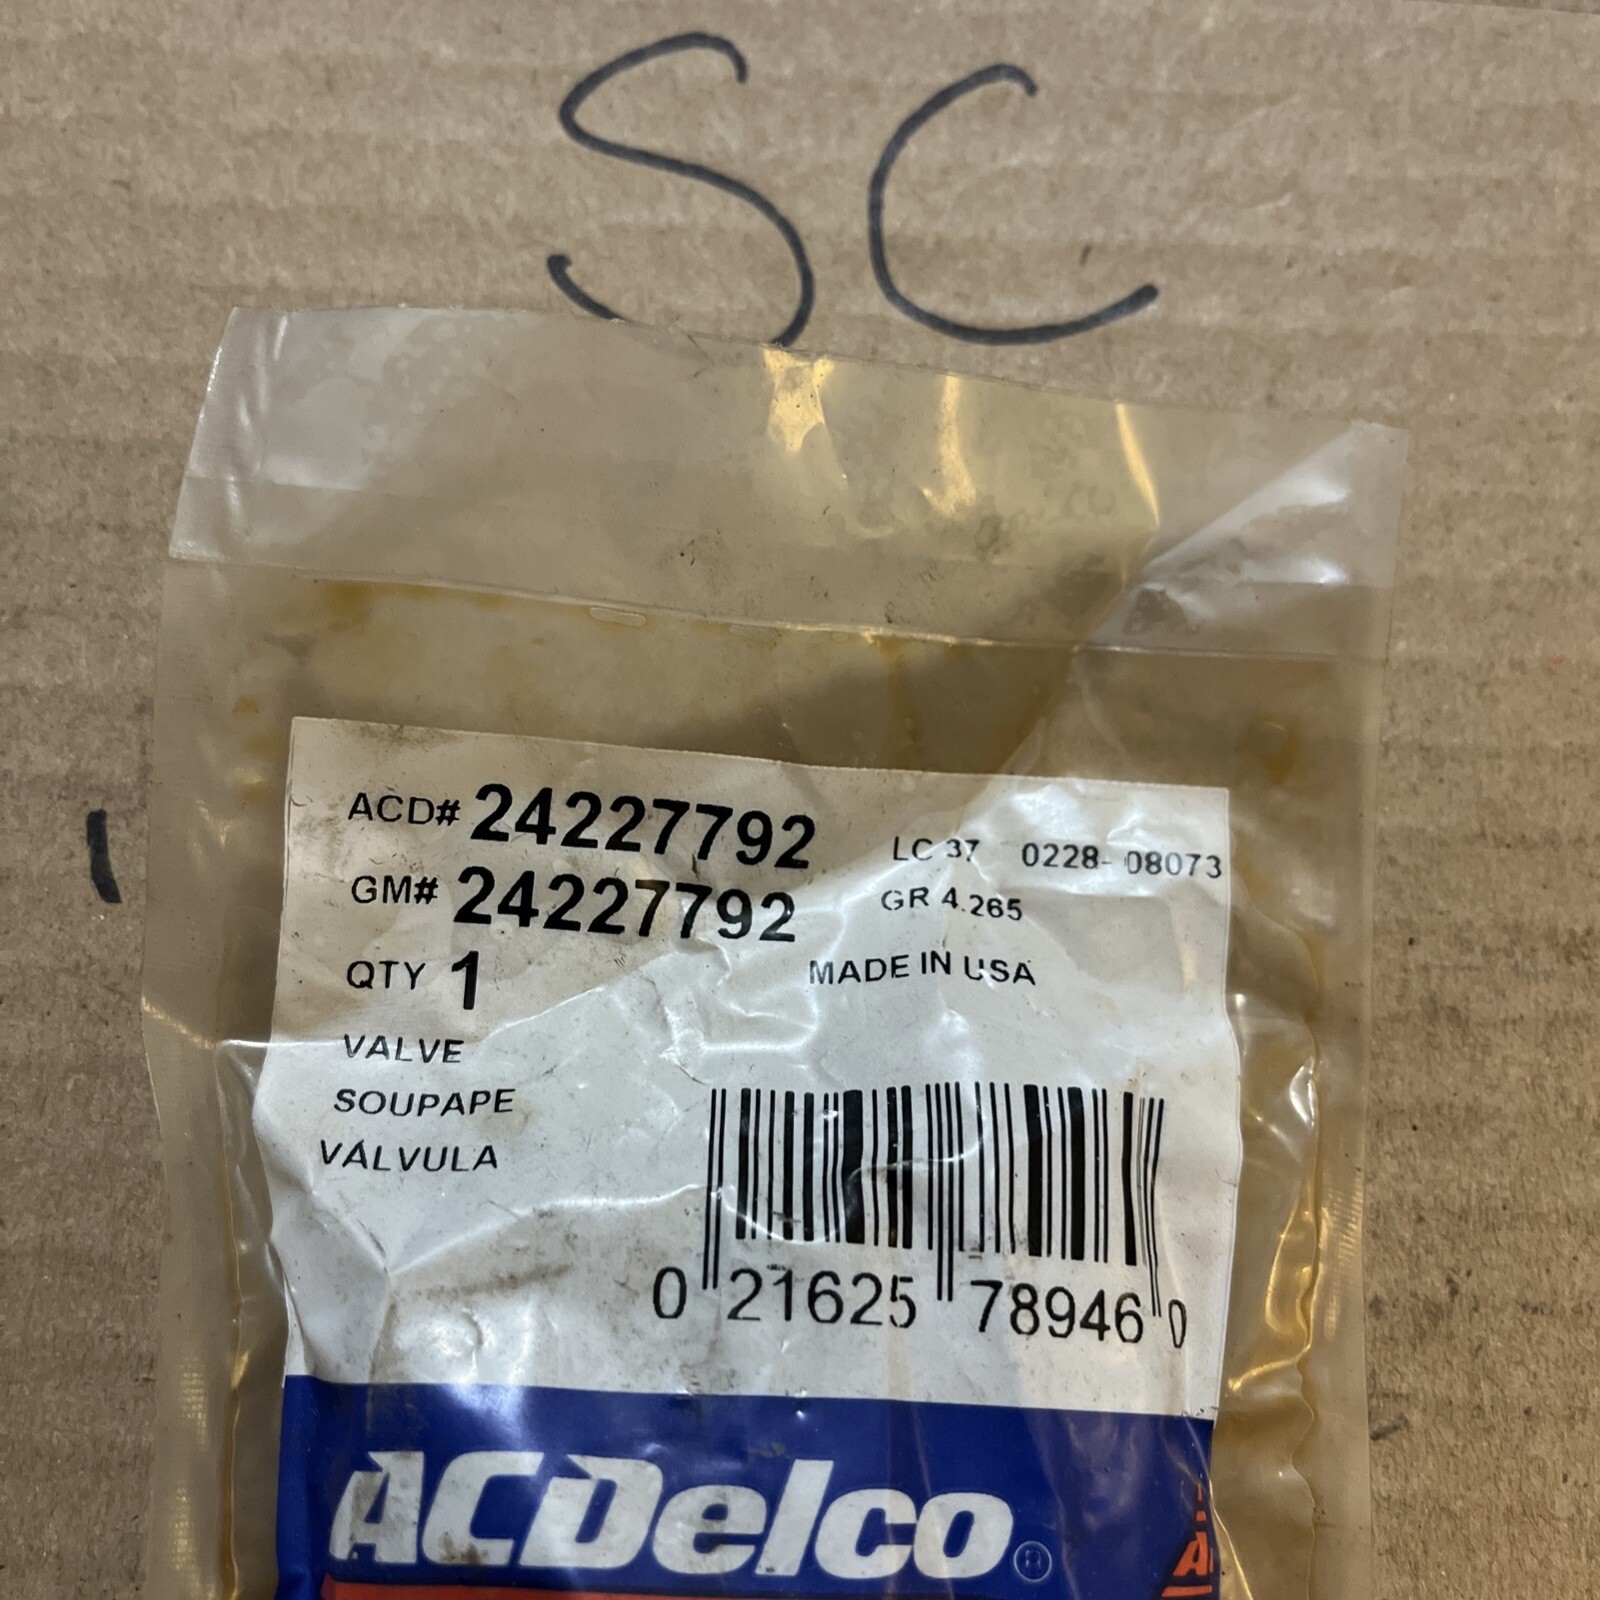 SC
ACD# 24227792
LC 37 0228-08073
GM# 24227792
GR 4.265
QTY 1
MADE IN USA
VALVE
SOUPAPE
VÁLVULA
0 21625 78946 0
ACDelco®